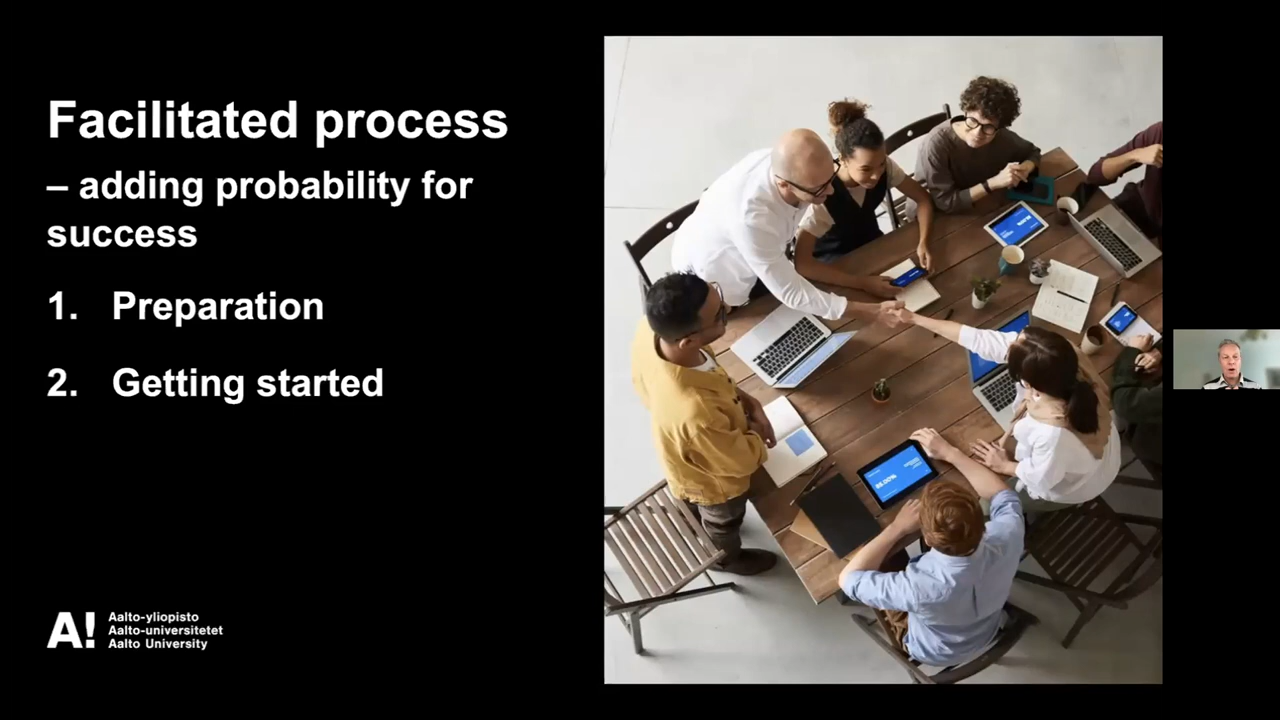 Facilitated process
– adding probability for
success
1. Preparation
2. Getting started
A!
Aalto-yliopisto
Aalto-universitetet
Aalto University